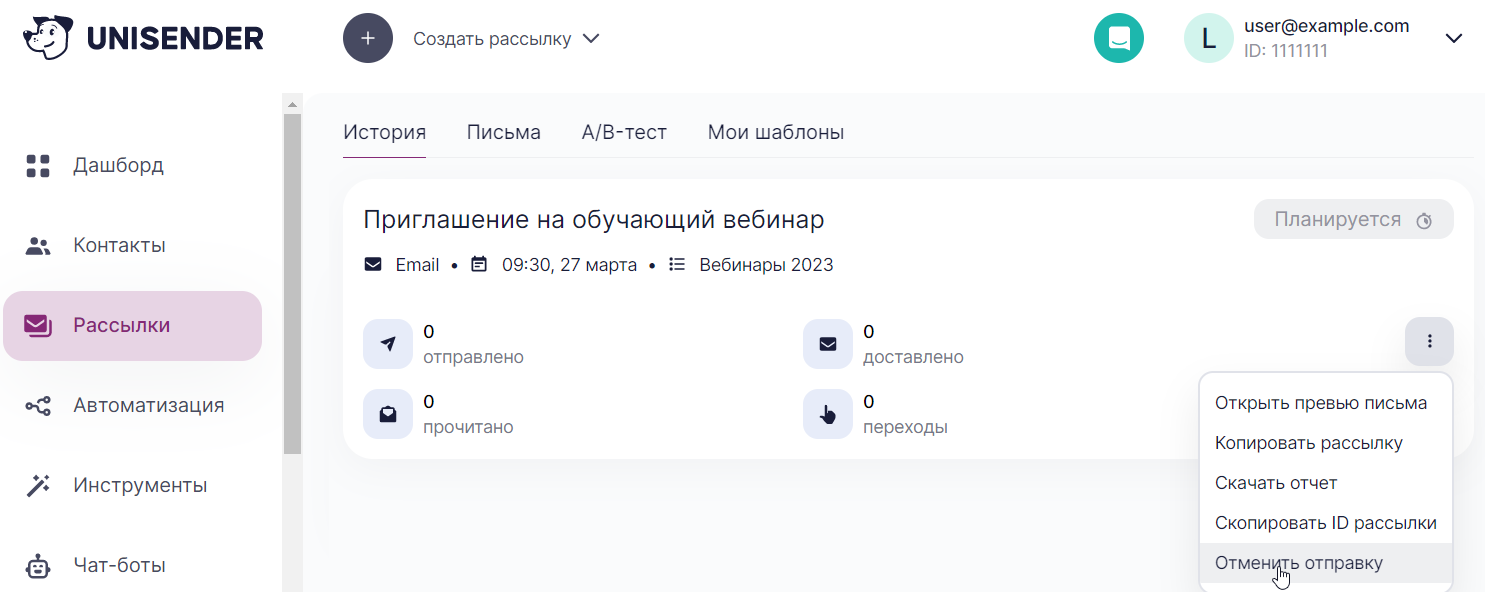 UNISENDER
Создать рассылку
L
user@example.com
ID: 1111111
Дашборд
Контакты
Рассылки
Автоматизация
Инструменты
Чат-боты
История Письма A/B-тест Мои шаблоны
Приглашение на обучающий вебинар
Планируется
Email • 09:30, 27 марта • Вебинары 2023
0
отправлено
0
доставлено
0
прочитано
0
переходы
Открыть превью письма
Копировать рассылку
Скачать отчет
Скопировать ID рассылки
Отменить отправку